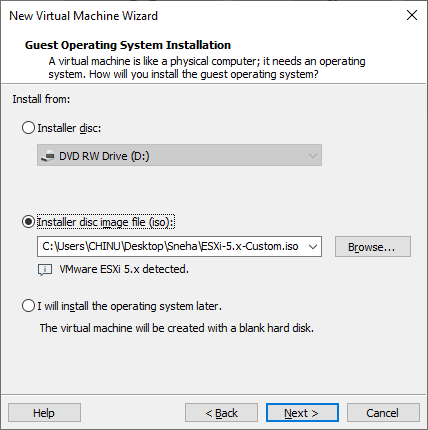 New Virtual Machine Wizard
Guest Operating System Installation
A virtual machine is like a physical computer; it needs an operating
system. How will you install the guest operating system?
Install from:
Installer disc:
DVD RW Drive (D:)
Installer disc image file (iso):
C:\Users\CHINU\Desktop\Sneha\ESXi-5.x-Custom.iso
Browse...
VMware ESXi 5.x detected.
I will install the operating system later.
The virtual machine will be created with a blank hard disk.
Help
< Back
Next >
Cancel